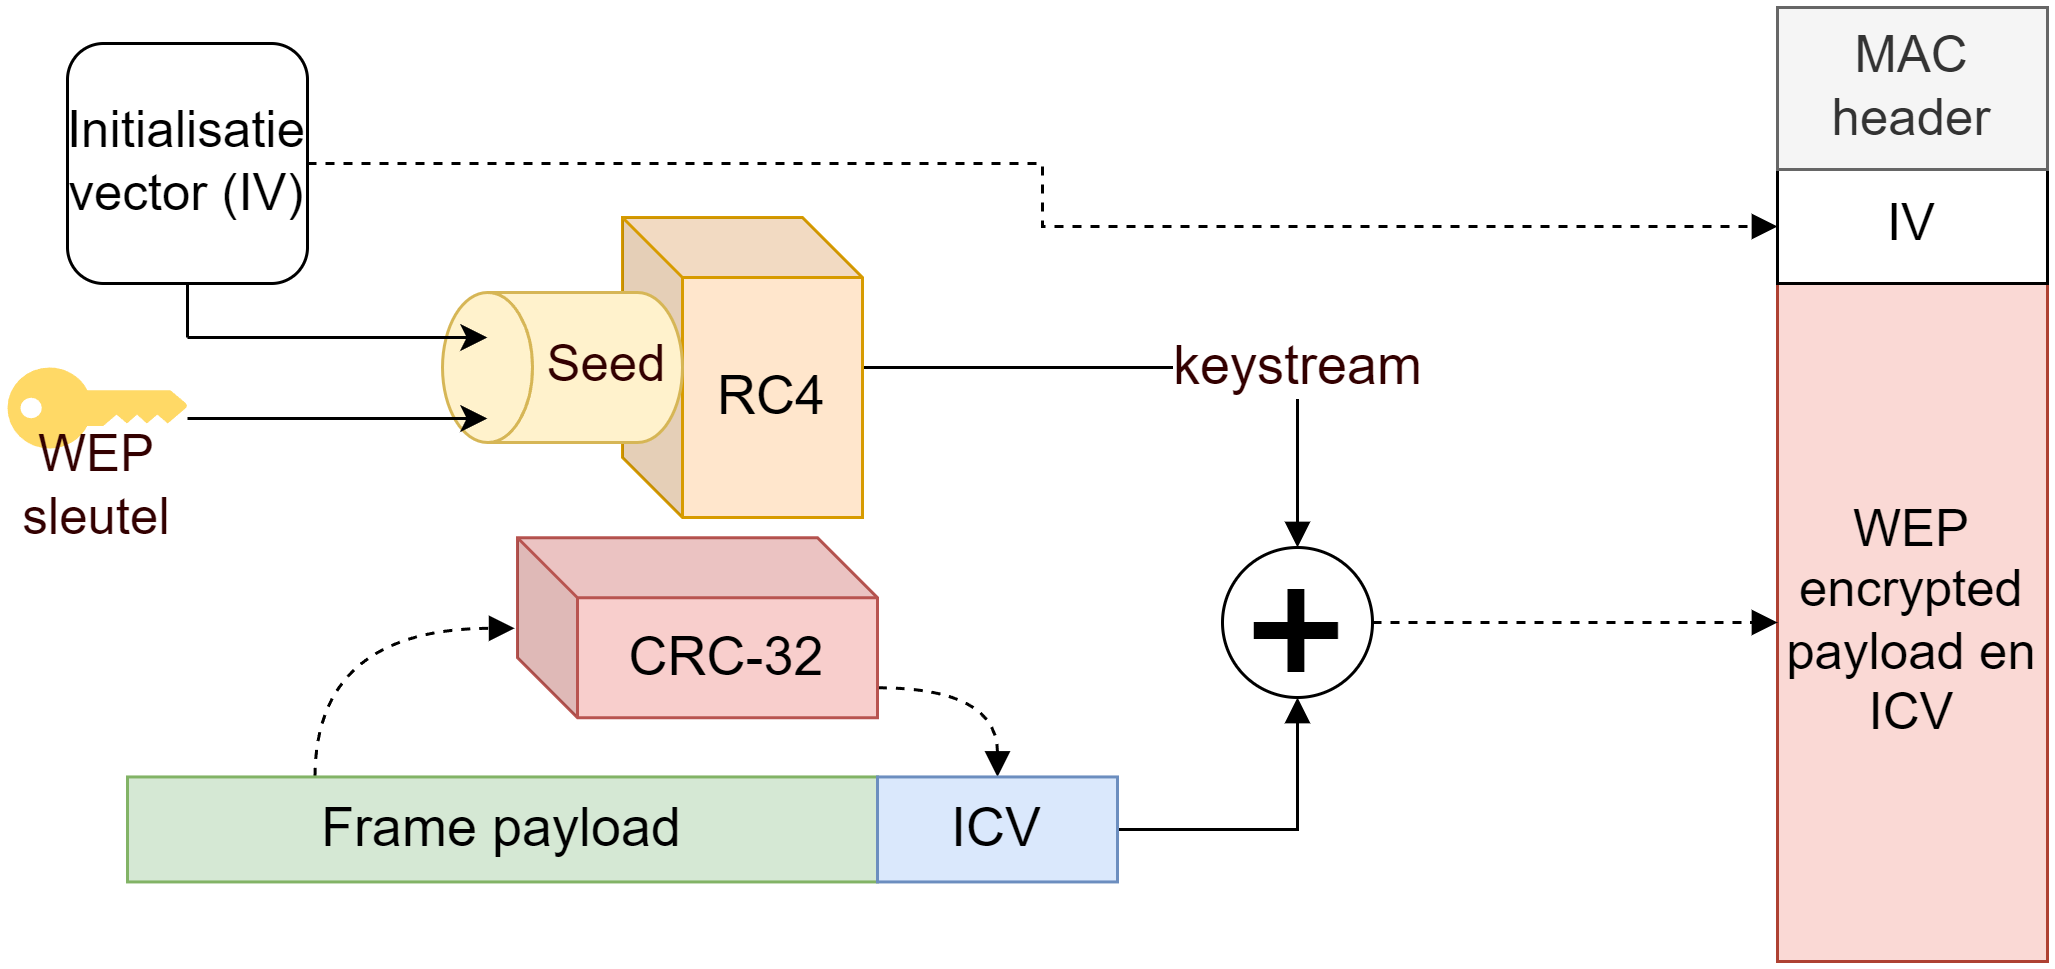 MAC
header
Initialisatie
vector (IV)
IV
Seed
RC4
keystream
WEP
sleutel
CRC-32
WEP
encrypted
payload en
ICV
Frame payload
ICV